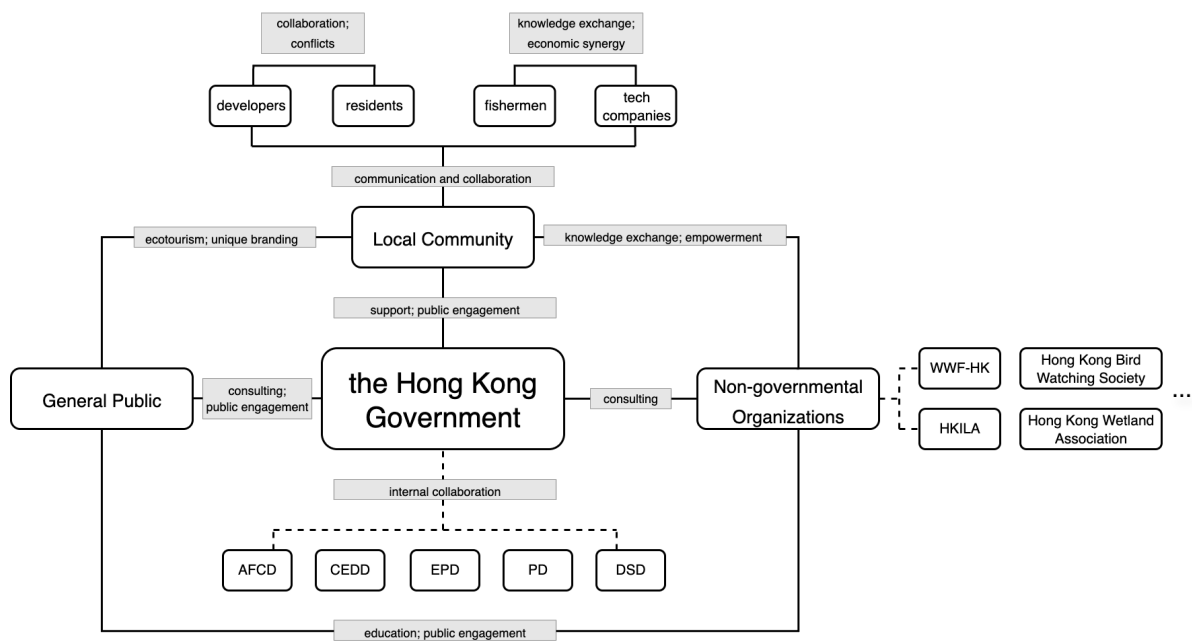 collaboration;
conflicts
knowledge exchange;
economic synergy
developers
residents
fishermen
tech
companies
communication and collaboration
ecotourism; unique branding
Local Community
knowledge exchange; empowerment
support; public engagement
General Public
consulting;
public engagement
the Hong Kong
Government
consulting
Non-governmental
Organizations
WWF-HK
Hong Kong Bird
Watching Society
...
HKILA
Hong Kong Wetland
Association
internal collaboration
AFCD
CEDD
EPD
PD
DSD
education; public engagement